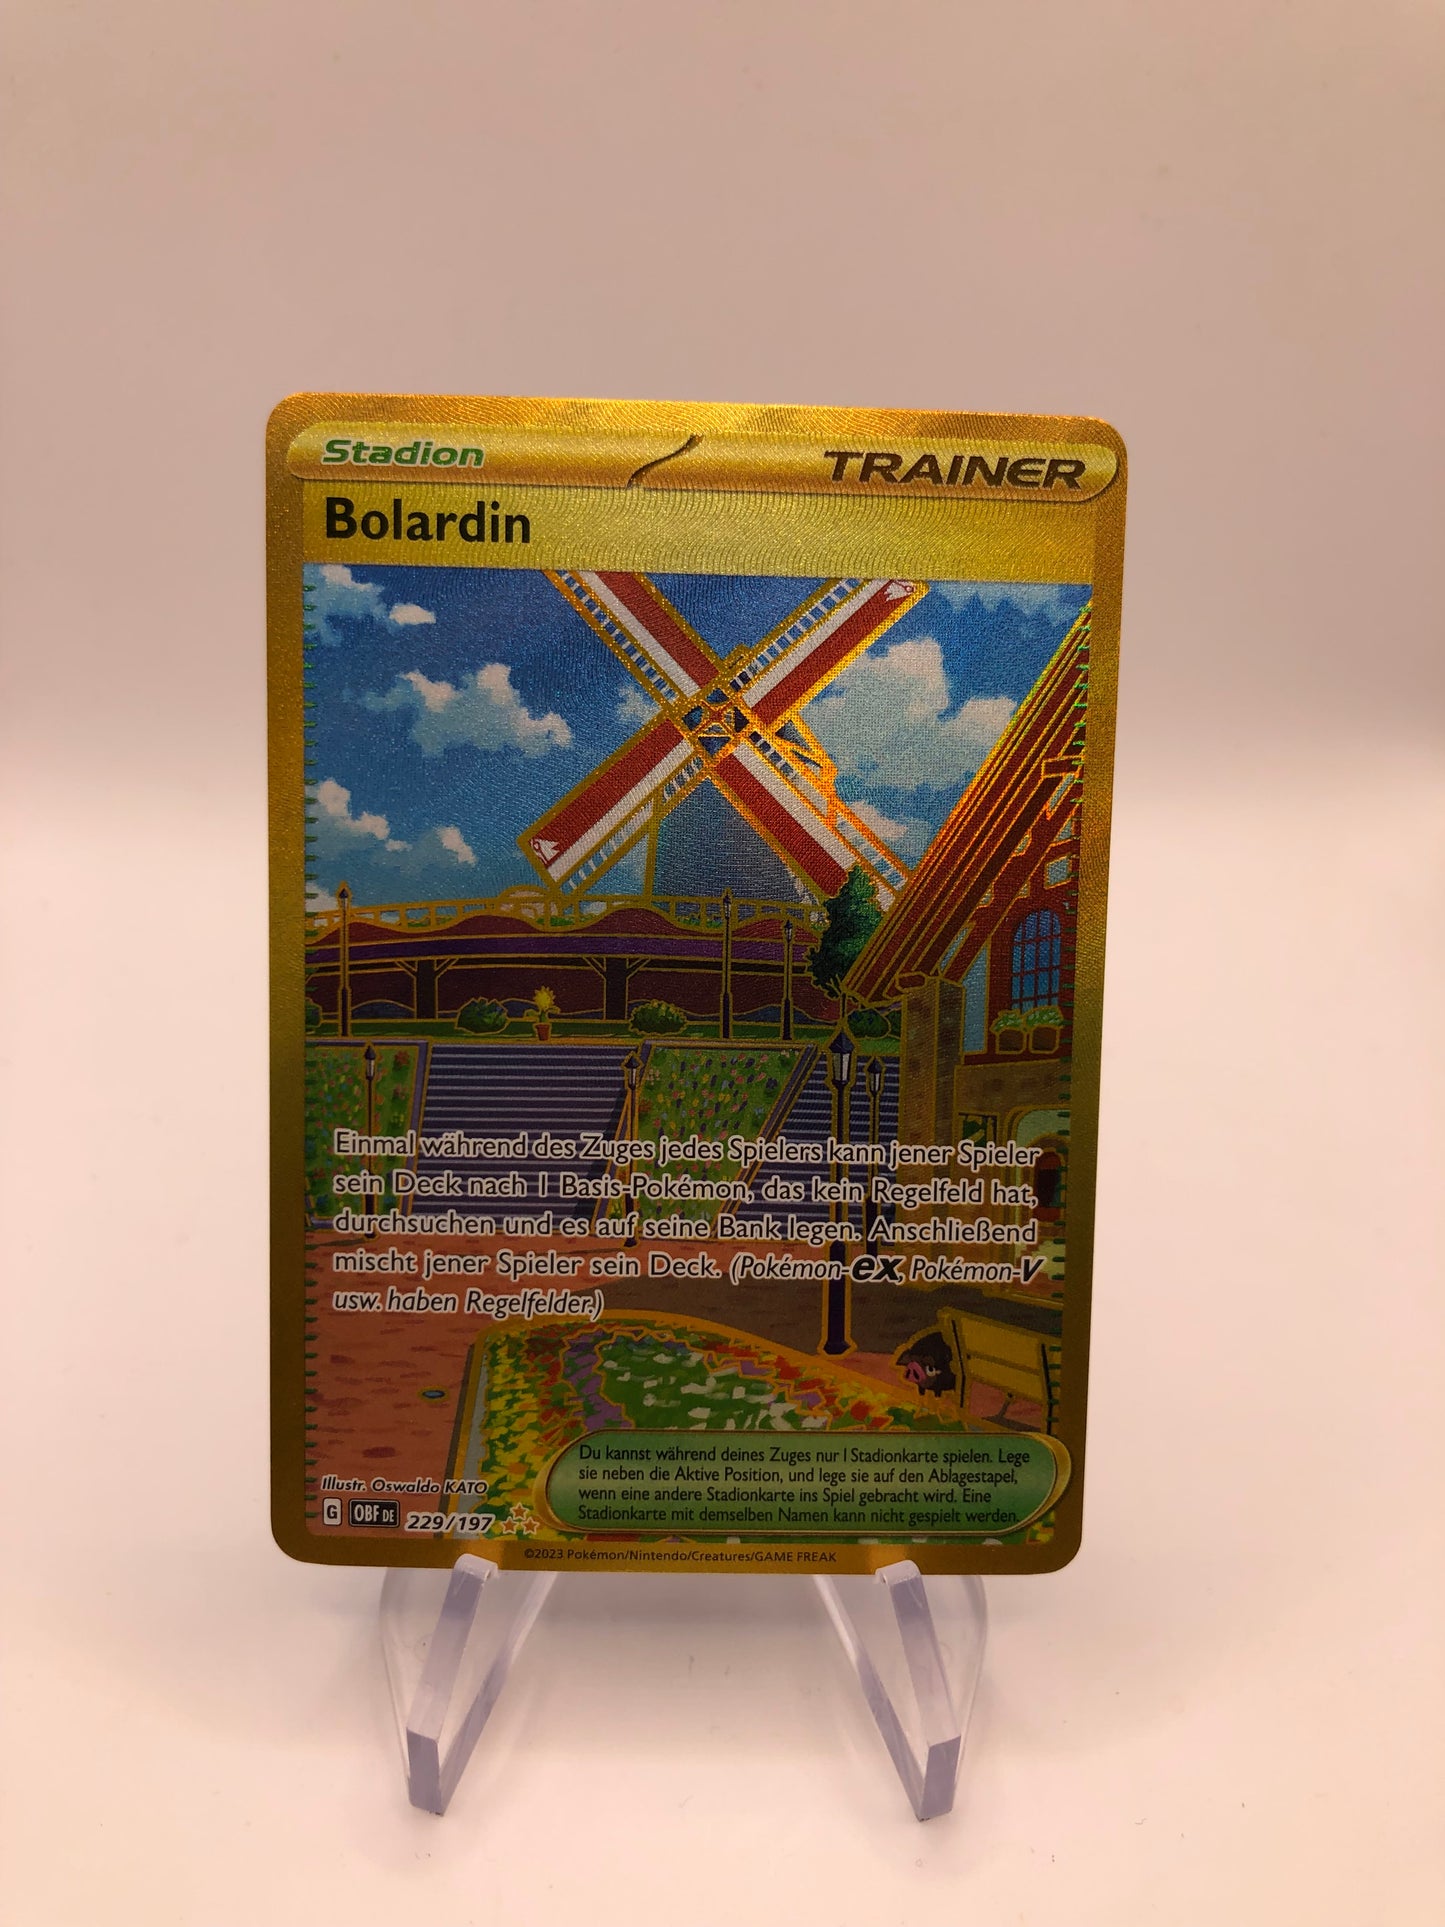 Stadion
TRAINER
Bolardin
Einmal während des Zuges jedes Spielers kann jener Spieler
sein Deck nach 1 Basis-Pokémon, das kein Regelfeld hat,
durchsuchen und es auf seine Bank legen. Anschließend
mischt jener Spieler sein Deck. (Pokémon-ex, Pokémon-V
usw. haben Regelfelder.)
Du kannst während deines Zuges nur 1 Stadionkarte spielen. Lege
sie neben die Aktive Position, und lege sie auf den Ablagestapel,
wenn eine andere Stadionkarte ins Spiel gebracht wird. Eine
Stadionkarte mit demselben Namen kann nicht gespielt werden.
Illustr. Oswaldo KATO
G OBF DE 229/197
©2023 Pokémon/Nintendo/Creatures/GAME FREAK